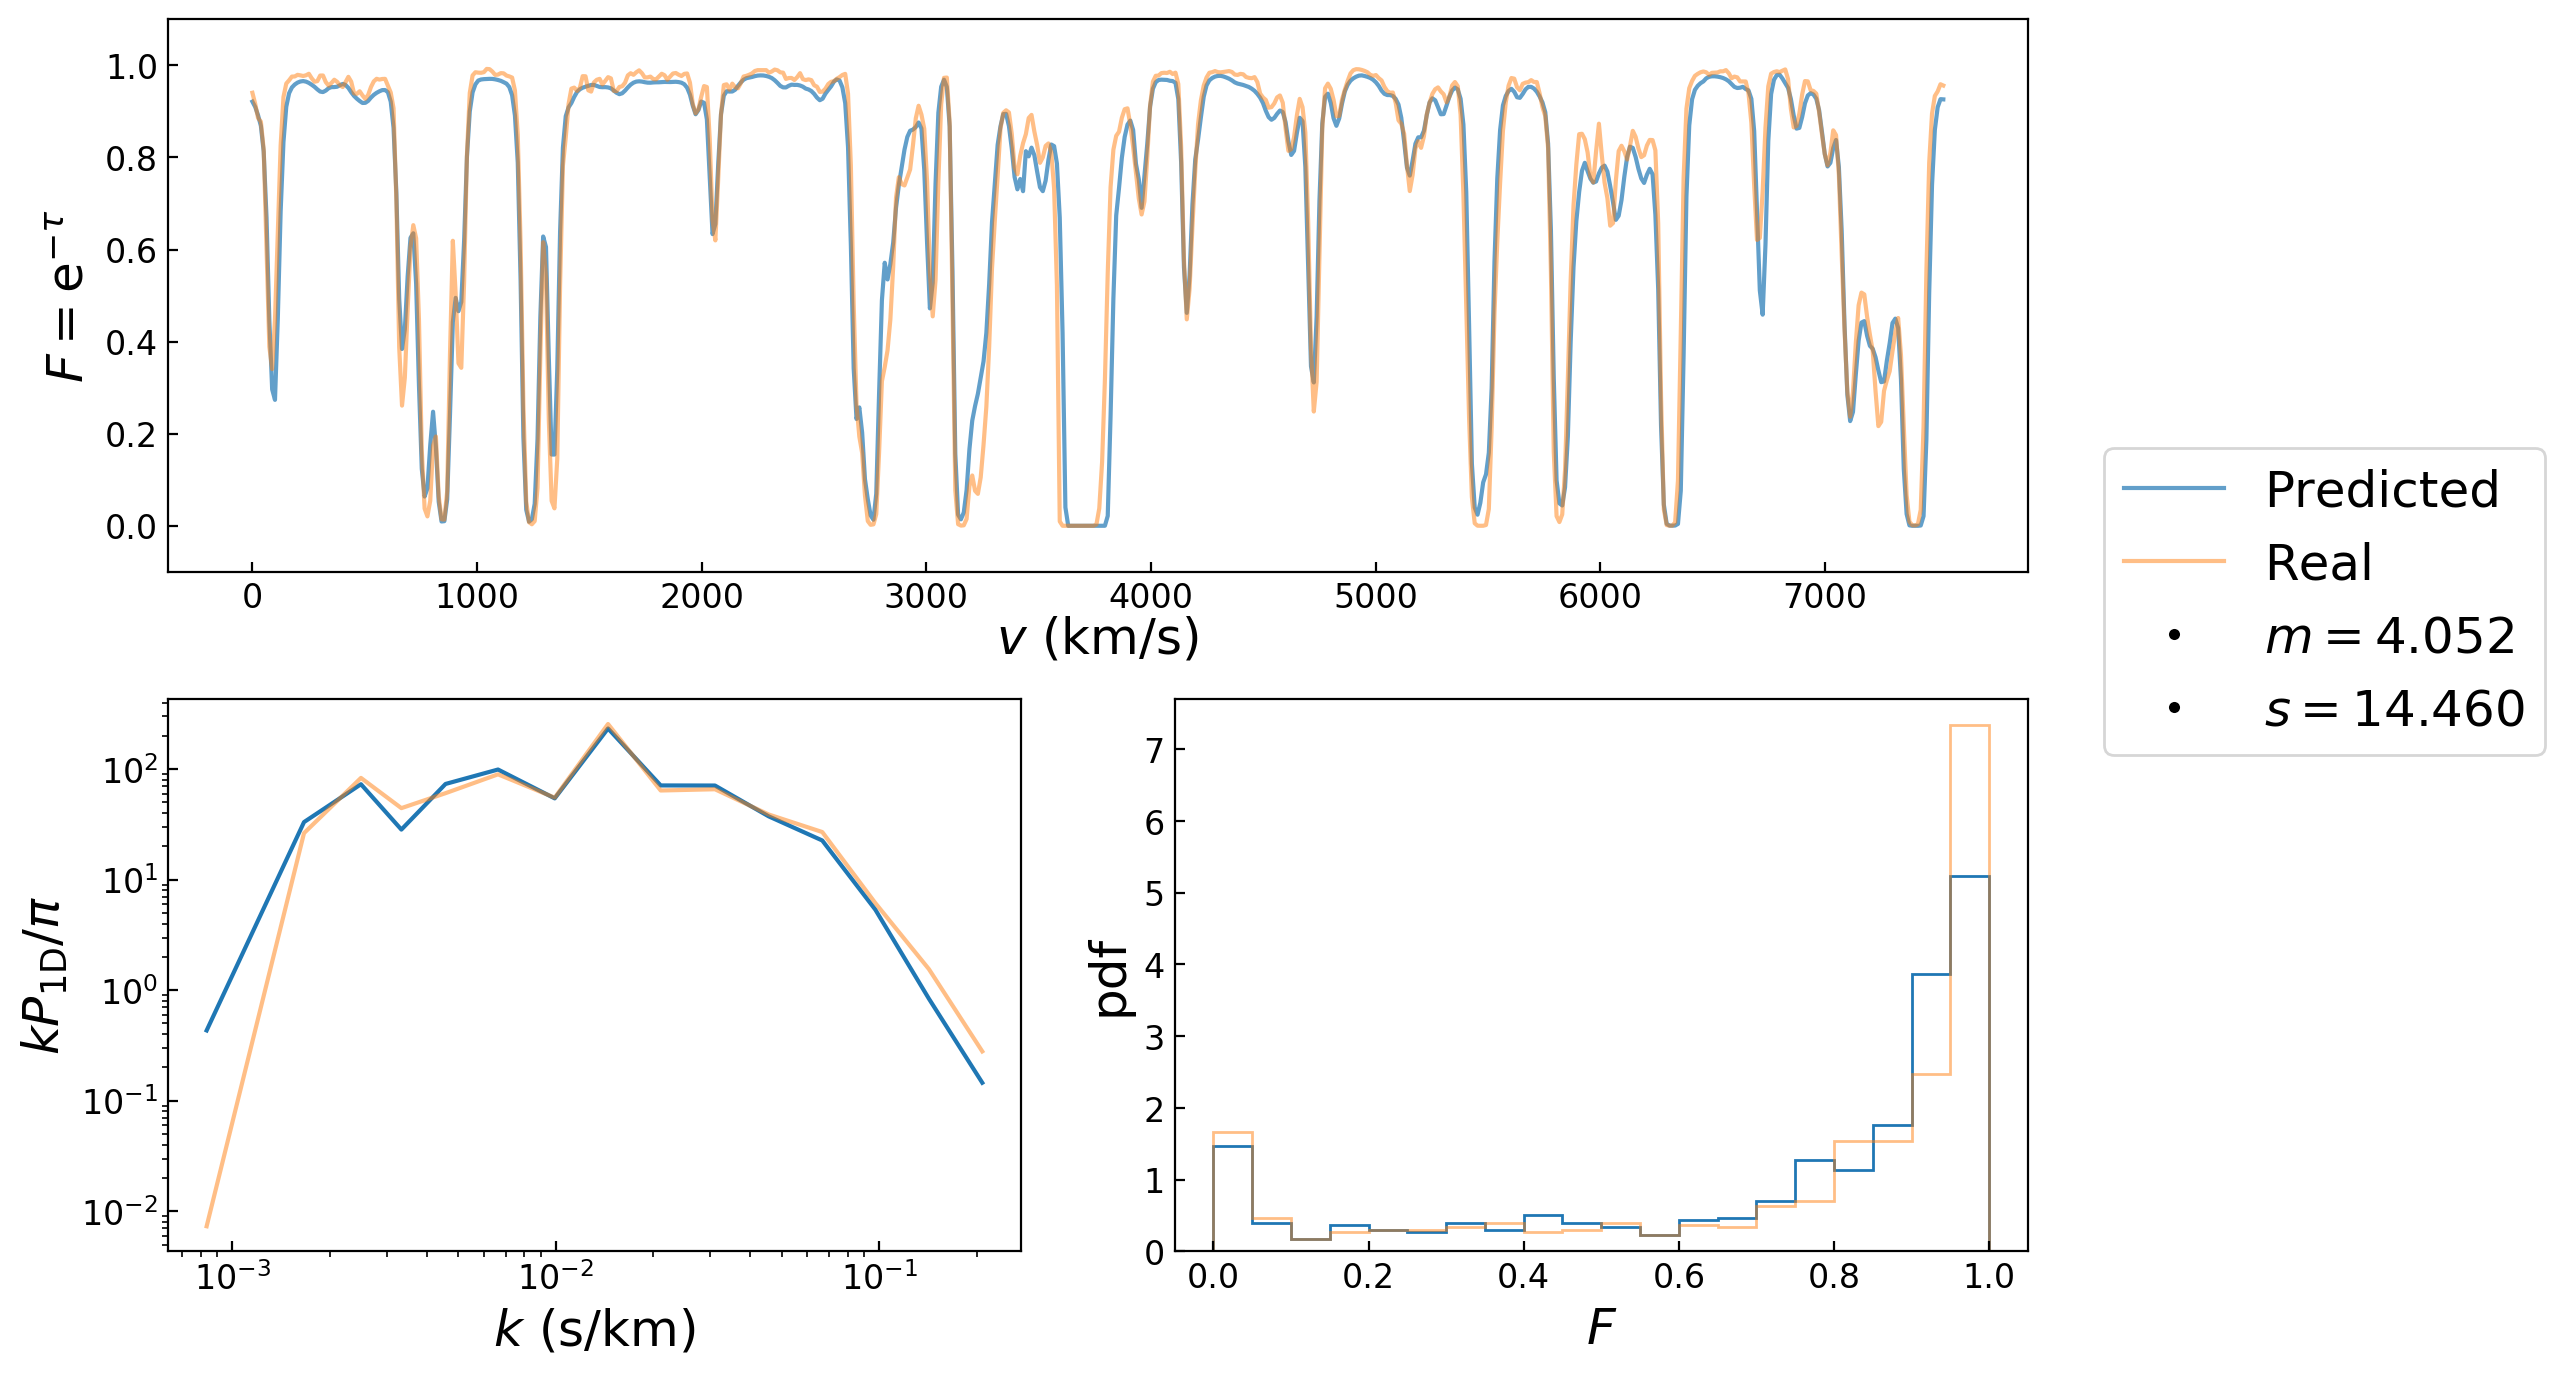 1.0
0.8
0.6
0.4
0.2
0.0
F = e^{−τ}
0 1000 2000 3000 4000 5000 6000 7000
v (km/s)
Predicted
Real
m = 4.052
s = 14.460
10^2
10^1
10^0
10^{−1}
10^{−2}
kP_{1D}/π
10^{−3} 10^{−2} 10^{−1}
k (s/km)
7
6
5
4
3
2
1
0
pdf
0.0 0.2 0.4 0.6 0.8 1.0
F